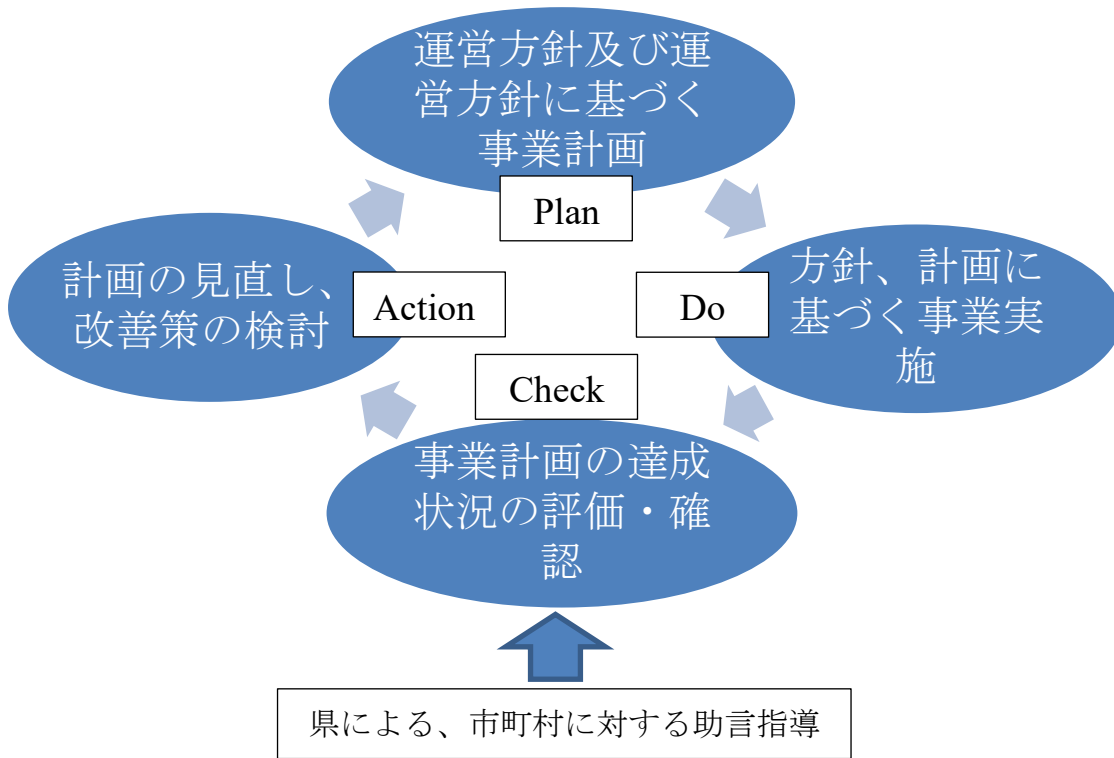 運営方針及び運
営方針に基づく
事業計画
Plan
計画の見直し、
改善策の検討
Action
Do
方針、計画に
基づく事業実
施
Check
事業計画の達成
状況の評価・確
認
県による、市町村に対する助言指導